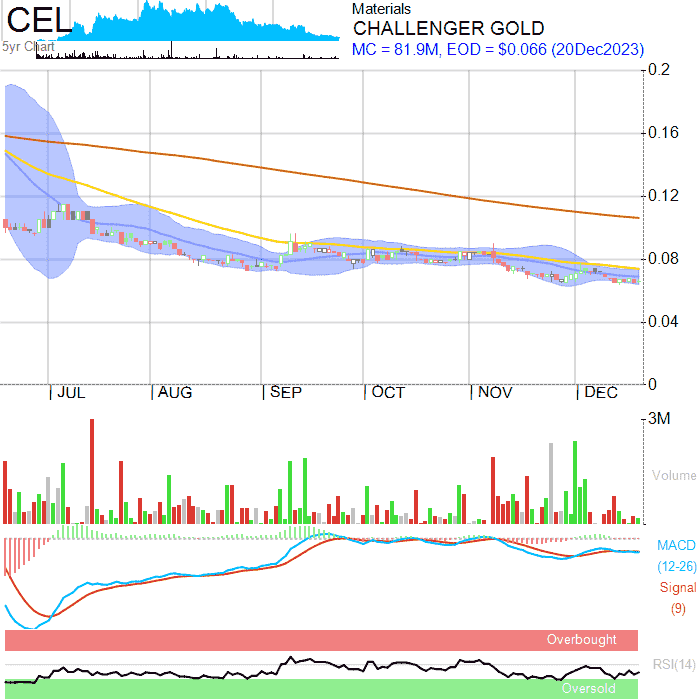 CEL
5yr Chart
Materials
CHALLENGER GOLD
MC = 81.9M, EOD = $0.066 (20Dec2023)
0.2
0.16
0.12
0.08
0.04
0
JUL AUG SEP OCT NOV DEC
3M
Volume
MACD
(12-26)
Signal
(9)
Overbought
RSI(14)
Oversold